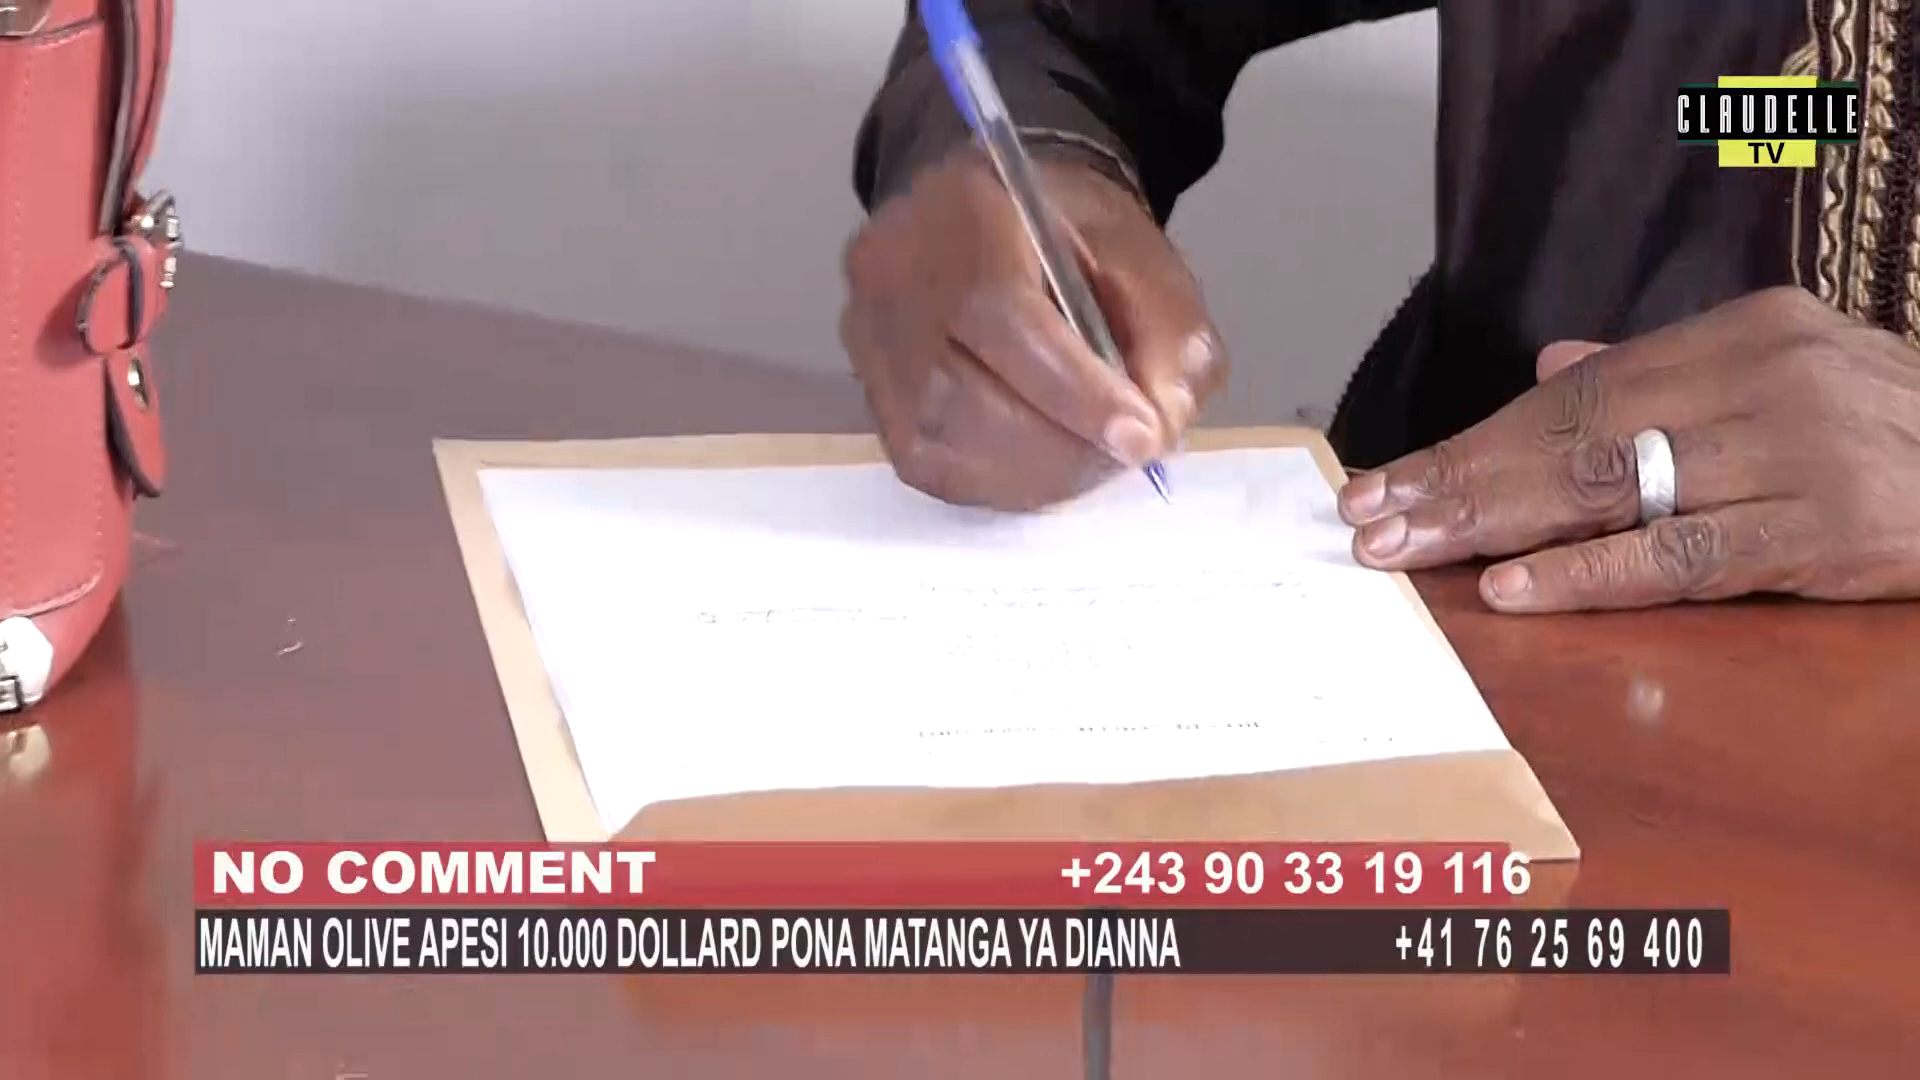 CLAUDELLE
TV
NO COMMENT +243 90 33 19 116
MAMAN OLIVE APESI 10.000 DOLLARD PONA MATANGA YA DIANNA +41 76 25 69 400